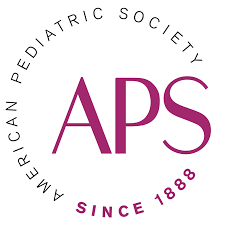 AMERICAN PEDIATRIC SOCIETY
APS
SINCE 1888